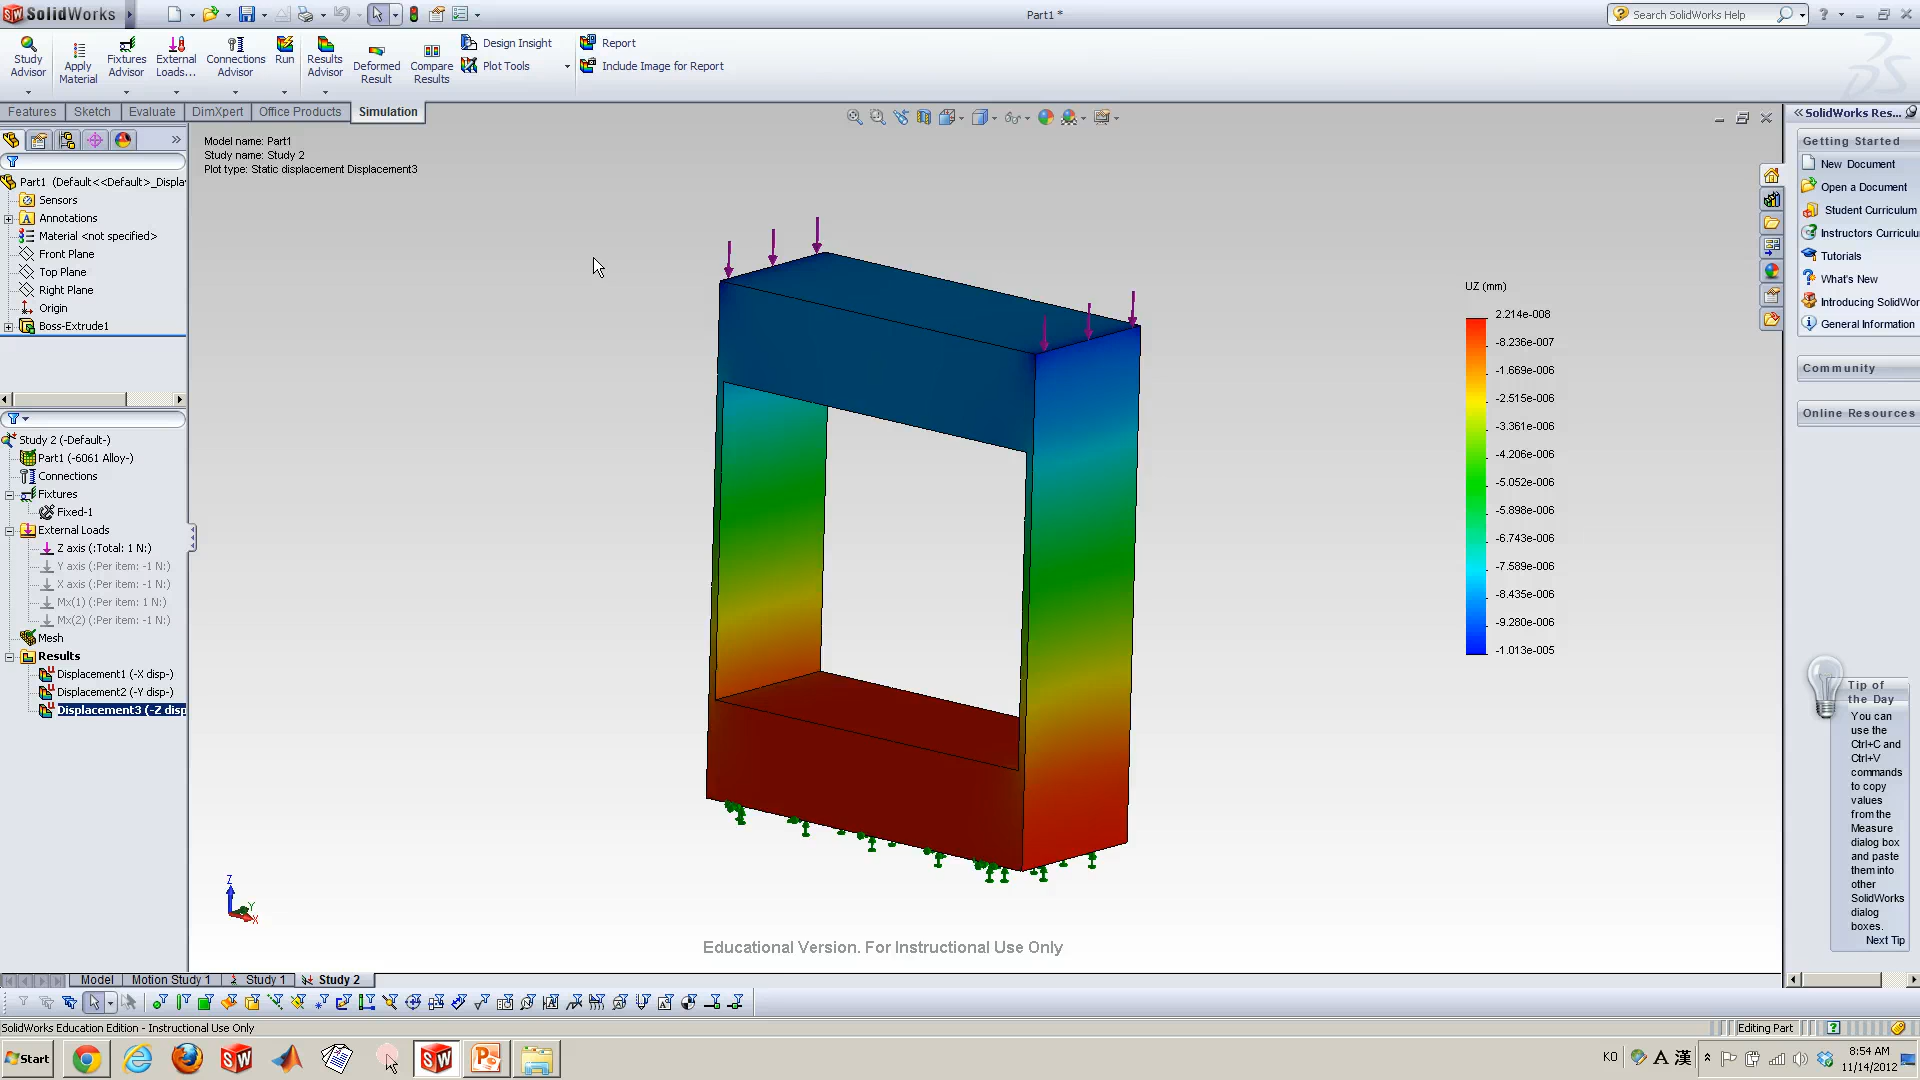 SolidWorks
Part1 *
Search SolidWorks Help
Study Advisor
Apply Material
Fixtures Advisor
External Loads...
Connections Advisor
Run
Results Advisor
Deformed Result
Compare Results
Design Insight
Plot Tools
Report
Include Image for Report
Features
Sketch
Evaluate
DimXpert
Office Products
Simulation
Part1 (Default<<Default>_Displa
Sensors
Annotations
Material <not specified>
Front Plane
Top Plane
Right Plane
Origin
Boss-Extrude1
Study 2 (-Default-)
Part1 (-6061 Alloy-)
Connections
Fixtures
Fixed-1
External Loads
Z axis (:Total: 1 N:)
Y axis (:Per item: -1 N:)
X axis (:Per item: -1 N:)
Mx(1) (:Per item: 1 N:)
Mx(2) (:Per item: -1 N:)
Mesh
Results
Displacement1 (-X disp-)
Displacement2 (-Y disp-)
Displacement3 (-Z disp
Model name: Part1
Study name: Study 2
Plot type: Static displacement Displacement3
UZ (mm)
2.214e-008
-8.236e-007
-1.669e-006
-2.515e-006
-3.361e-006
-4.206e-006
-5.052e-006
-5.898e-006
-6.743e-006
-7.589e-006
-8.435e-006
-9.280e-006
-1.013e-005
Z
Y
X
Educational Version. For Instructional Use Only
SolidWorks Res...
Getting Started
New Document
Open a Document
Student Curriculum
Instructors Curriculu
Tutorials
What's New
Introducing SolidWor
General Information
Community
Online Resources
Tip of
the Day
You can
use the
Ctrl+C and
Ctrl+V
commands
to copy
values
from the
Measure
dialog box
and paste
them into
other
SolidWorks
dialog
boxes.
Next Tip
Model
Motion Study 1
Study 1
Study 2
SolidWorks Education Edition - Instructional Use Only
Editing Part
Start
KO
A 漢
8:54 AM
11/14/2012